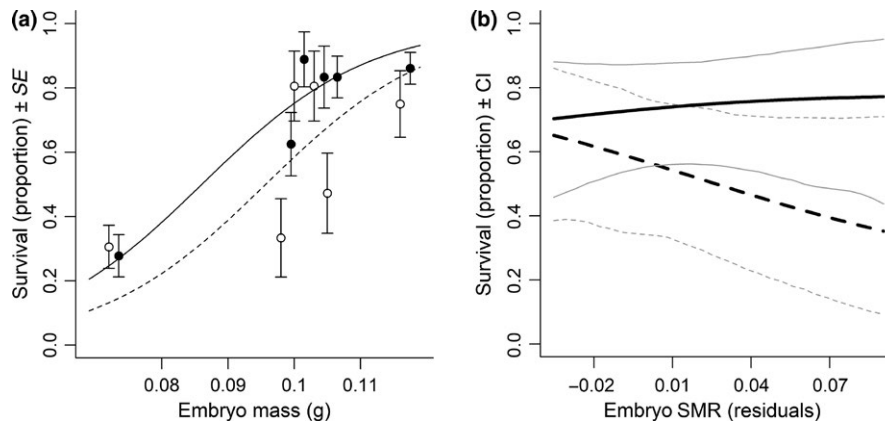 (a)
Survival (proportion) ± SE
1.0
0.8
0.6
0.4
0.2
0.0
0.08 0.09 0.1 0.11
Embryo mass (g)
(b)
Survival (proportion) ± CI
1.0
0.8
0.6
0.4
0.2
0.0
−0.02 0.01 0.04 0.07
Embryo SMR (residuals)